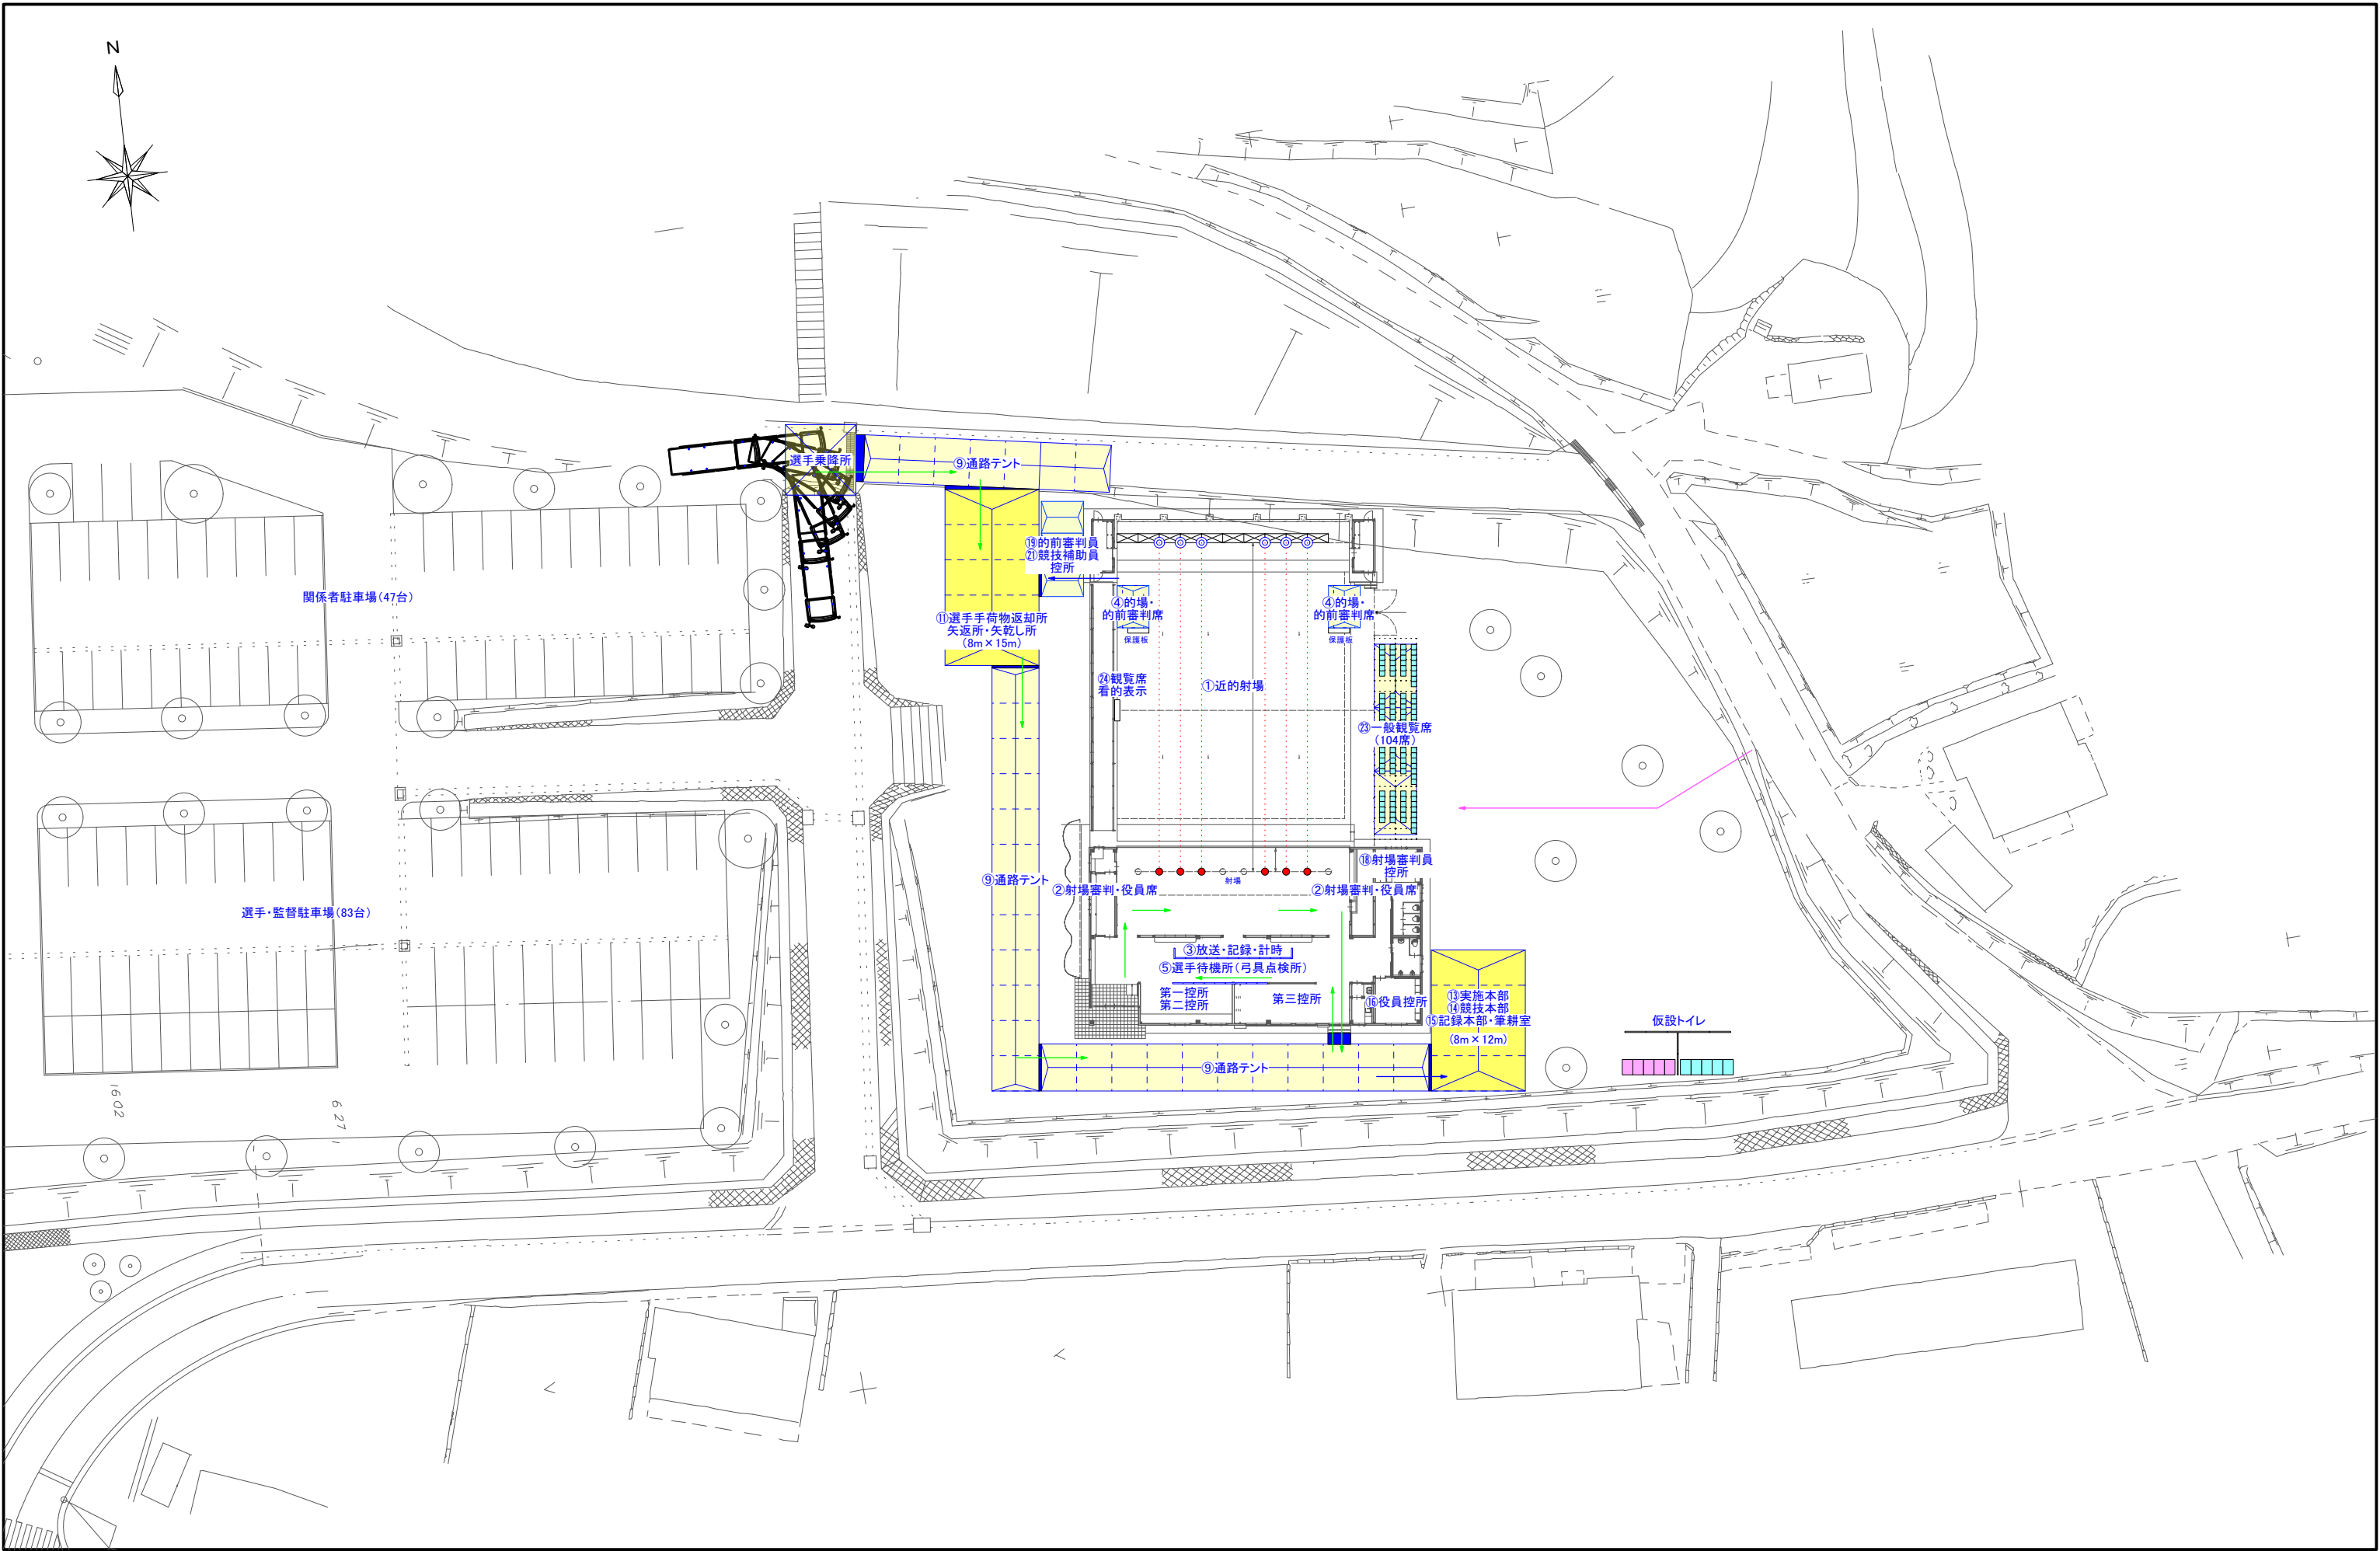 N
選手乗降所
⑨通路テント
⑲的前審判員
㉑競技補助員
控所
関係者駐車場(47台)
⑪選手手荷物返却所
矢返所・矢乾し所
(8m×15m)
④的場・
的前審判席
保護板
④的場・
的前審判席
保護板
㉔観覧席
看的表示
①近的射場
㉓一般観覧席
(104席)
⑨通路テント
②射場審判・役員席
射場
②射場審判・役員席
⑱射場審判員
控所
選手・監督駐車場(83台)
③放送・記録・計時
⑤選手待機所(弓具点検所)
第一控所
第二控所
第三控所
⑯役員控所
⑬実施本部
⑭競技本部
⑮記録本部・筆耕室
(8m×12m)
仮設トイレ
⑨通路テント
1602
627